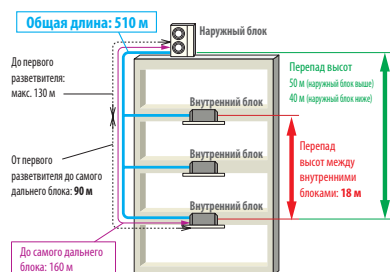 Общая длина: 510 м
Наружный блок
До первого
разветвителя:
макс. 130 м
Перепад высот
50 м (наружный блок выше)
40 м (наружный блок ниже)
Внутренний блок
От первого
разветвителя до самого
дальнего блока: 90 м
Внутренний блок
Перепад
высот между
внутренними
блоками: 18 м
Внутренний блок
До самого дальнего
блока: 160 м